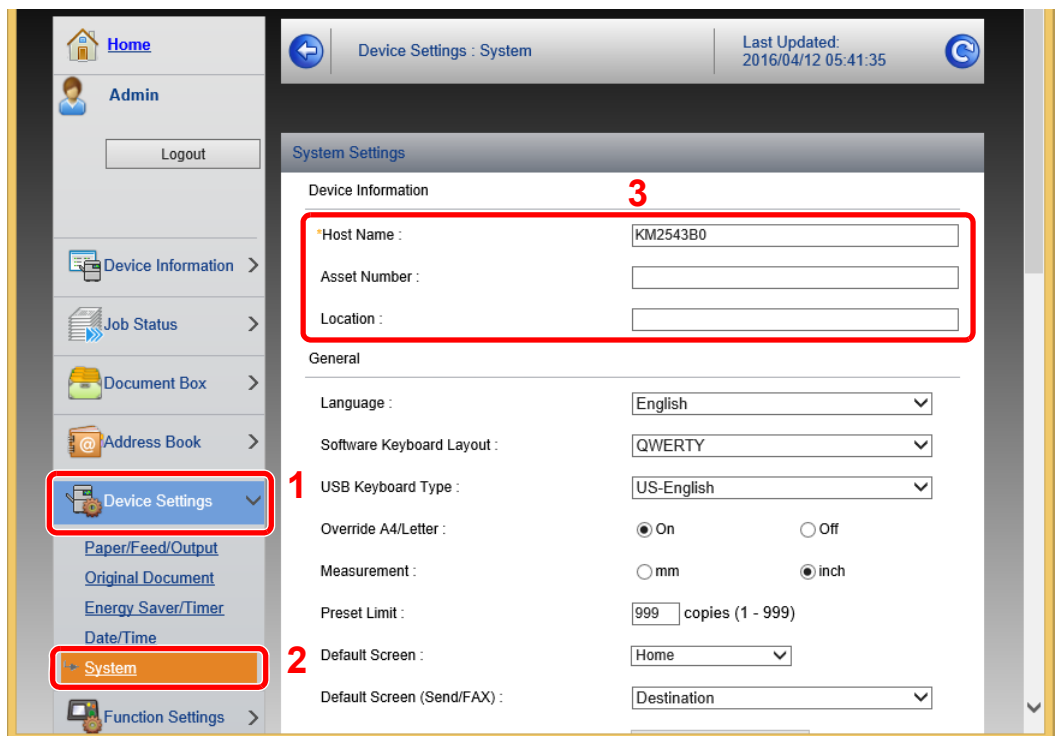 Home
Admin
Logout
Device Information
Job Status
Document Box
Address Book
Device Settings
1
Paper/Feed/Output
Original Document
Energy Saver/Timer
Date/Time
System
2
Function Settings
Device Settings : System
Last Updated:
2016/04/12 05:41:35
System Settings
Device Information
3
*Host Name : KM2543B0
Asset Number :
Location :
General
Language : English
Software Keyboard Layout : QWERTY
USB Keyboard Type : US-English
Override A4/Letter : On Off
Measurement : mm inch
Preset Limit : 999 copies (1 - 999)
Default Screen : Home
Default Screen (Send/FAX) : Destination